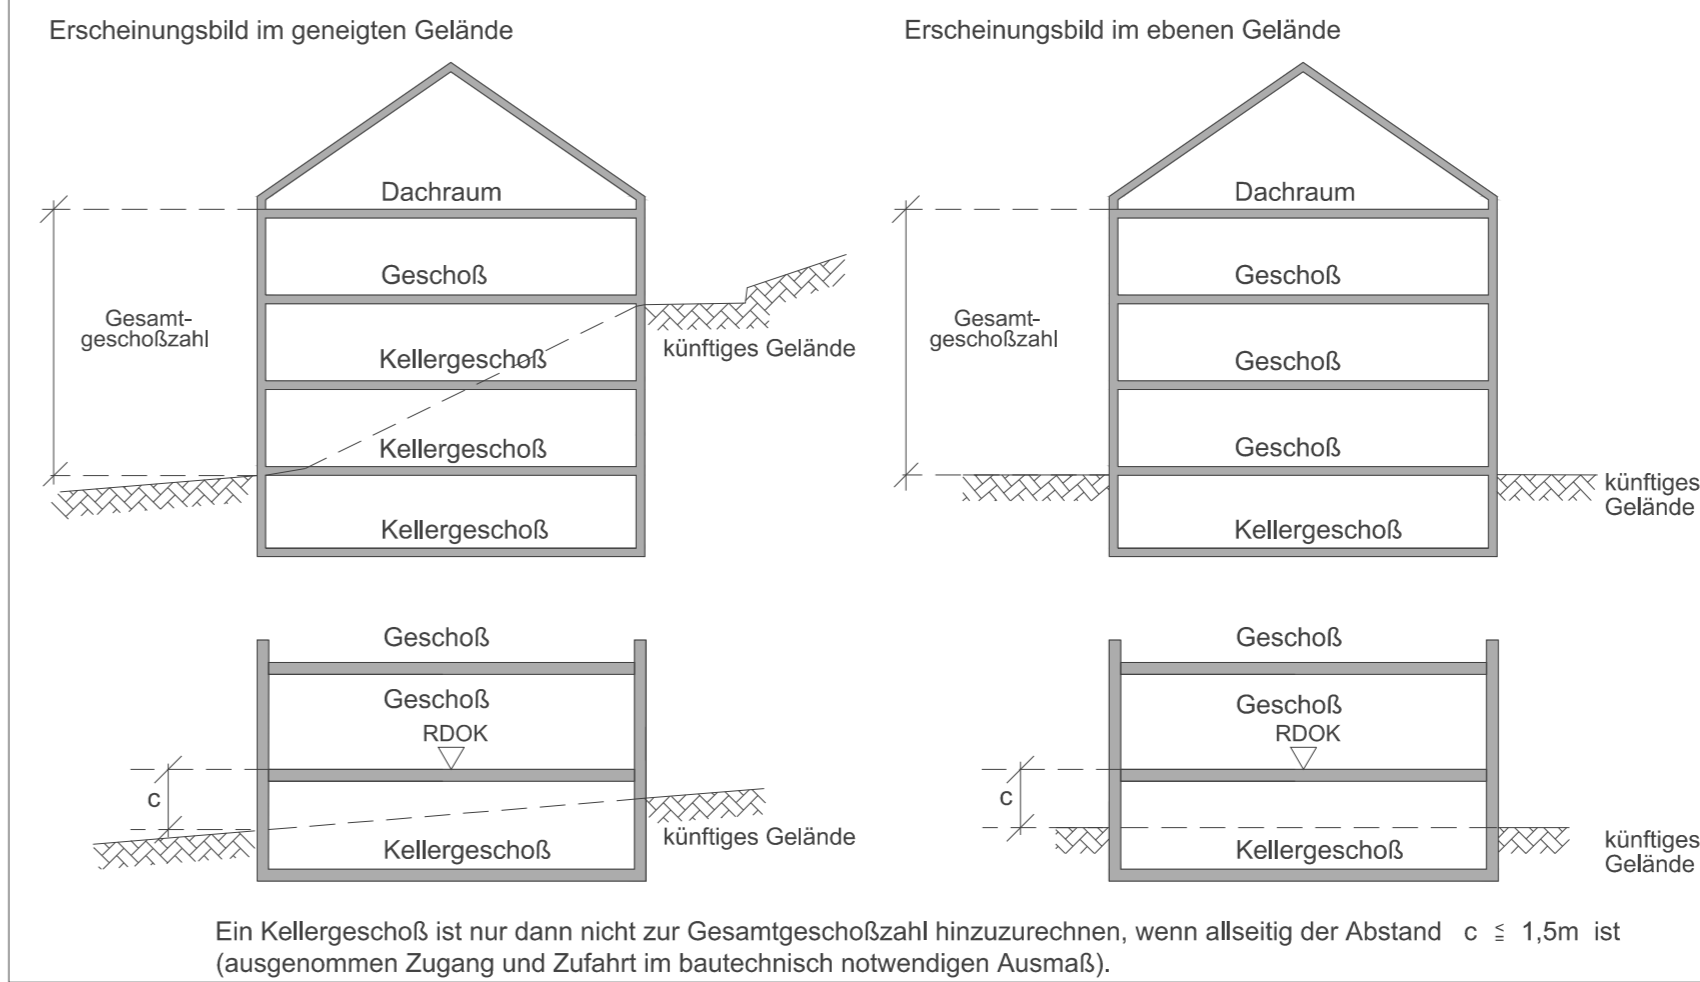 Erscheinungsbild im geneigten Gelände
Dachraum
Geschoß
Gesamt-
geschoßzahl
Kellergeschoß
künftiges Gelände
Kellergeschoß
Kellergeschoß
Erscheinungsbild im ebenen Gelände
Dachraum
Geschoß
Gesamt-
geschoßzahl
Geschoß
Geschoß
künftiges
Gelände
Kellergeschoß
Geschoß
Geschoß
RDOK
c
künftiges Gelände
Kellergeschoß
Geschoß
Geschoß
RDOK
c
künftiges
Gelände
Kellergeschoß
Ein Kellergeschoß ist nur dann nicht zur Gesamtgeschoßzahl hinzuzurechnen, wenn allseitig der Abstand c ≦ 1,5m ist
(ausgenommen Zugang und Zufahrt im bautechnisch notwendigen Ausmaß).